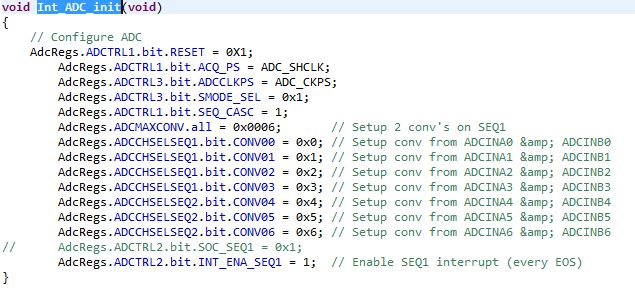 void Int_ADC_init(void)
{
    // Configure ADC
    AdcRegs.ADCTRL1.bit.RESET = 0X1;
        AdcRegs.ADCTRL1.bit.ACQ_PS = ADC_SHCLK;
        AdcRegs.ADCTRL3.bit.ADCCLKPS = ADC_CKPS;
        AdcRegs.ADCTRL3.bit.SMODE_SEL = 0x1;
        AdcRegs.ADCTRL1.bit.SEQ_CASC = 1;
        AdcRegs.ADCMAXCONV.all = 0x0006;       // Setup 2 conv's on SEQ1
        AdcRegs.ADCCHSELSEQ1.bit.CONV00 = 0x0; // Setup conv from ADCINA0 &amp; ADCINB0
        AdcRegs.ADCCHSELSEQ1.bit.CONV01 = 0x1; // Setup conv from ADCINA1 &amp; ADCINB1
        AdcRegs.ADCCHSELSEQ1.bit.CONV02 = 0x2; // Setup conv from ADCINA2 &amp; ADCINB2
        AdcRegs.ADCCHSELSEQ1.bit.CONV03 = 0x3; // Setup conv from ADCINA3 &amp; ADCINB3
        AdcRegs.ADCCHSELSEQ2.bit.CONV04 = 0x4; // Setup conv from ADCINA4 &amp; ADCINB4
        AdcRegs.ADCCHSELSEQ2.bit.CONV05 = 0x5; // Setup conv from ADCINA5 &amp; ADCINB5
        AdcRegs.ADCCHSELSEQ2.bit.CONV06 = 0x6; // Setup conv from ADCINA6 &amp; ADCINB6
//      AdcRegs.ADCTRL2.bit.SOC_SEQ1 = 0x1;
        AdcRegs.ADCTRL2.bit.INT_ENA_SEQ1 = 1;  // Enable SEQ1 interrupt (every EOS)
}